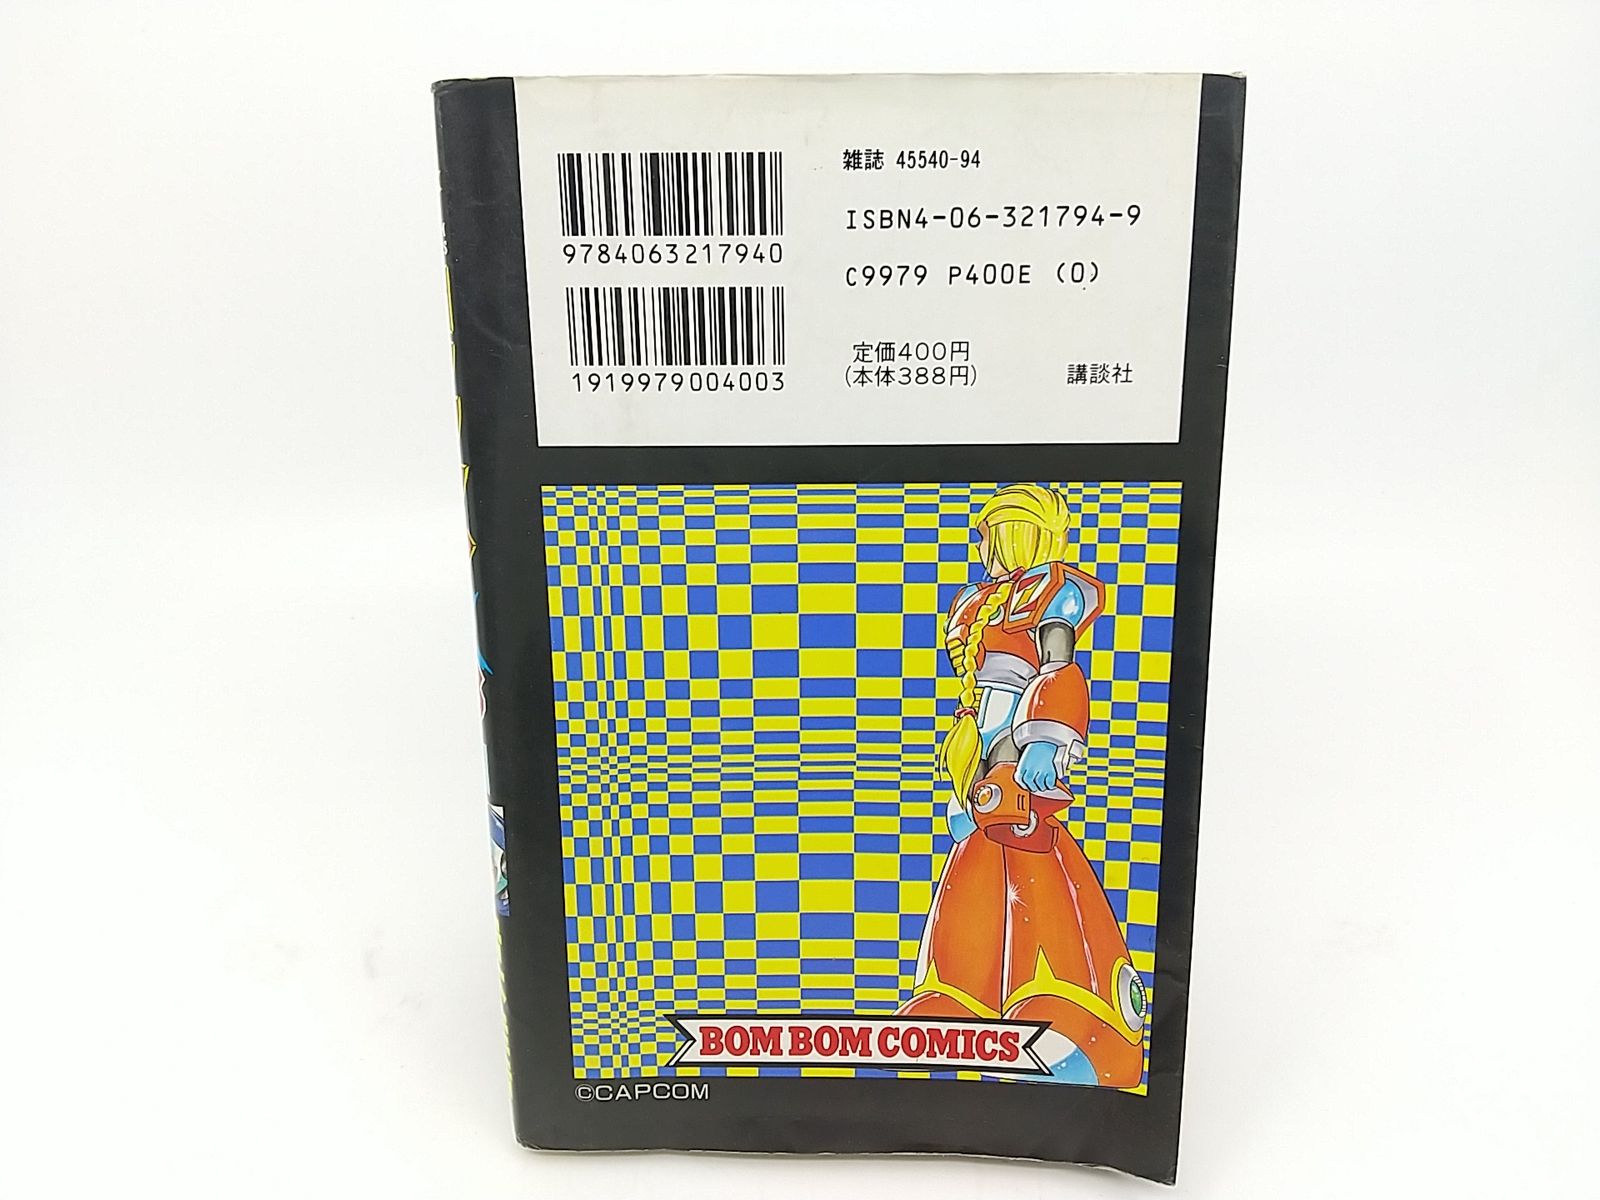 9784063217940
1919979004003
雑誌 45540-94
ISBN4-06-321794-9
C9979 P400E (0)
定価400円
(本体388円)
講談社
BOM BOM COMICS
©CAPCOM